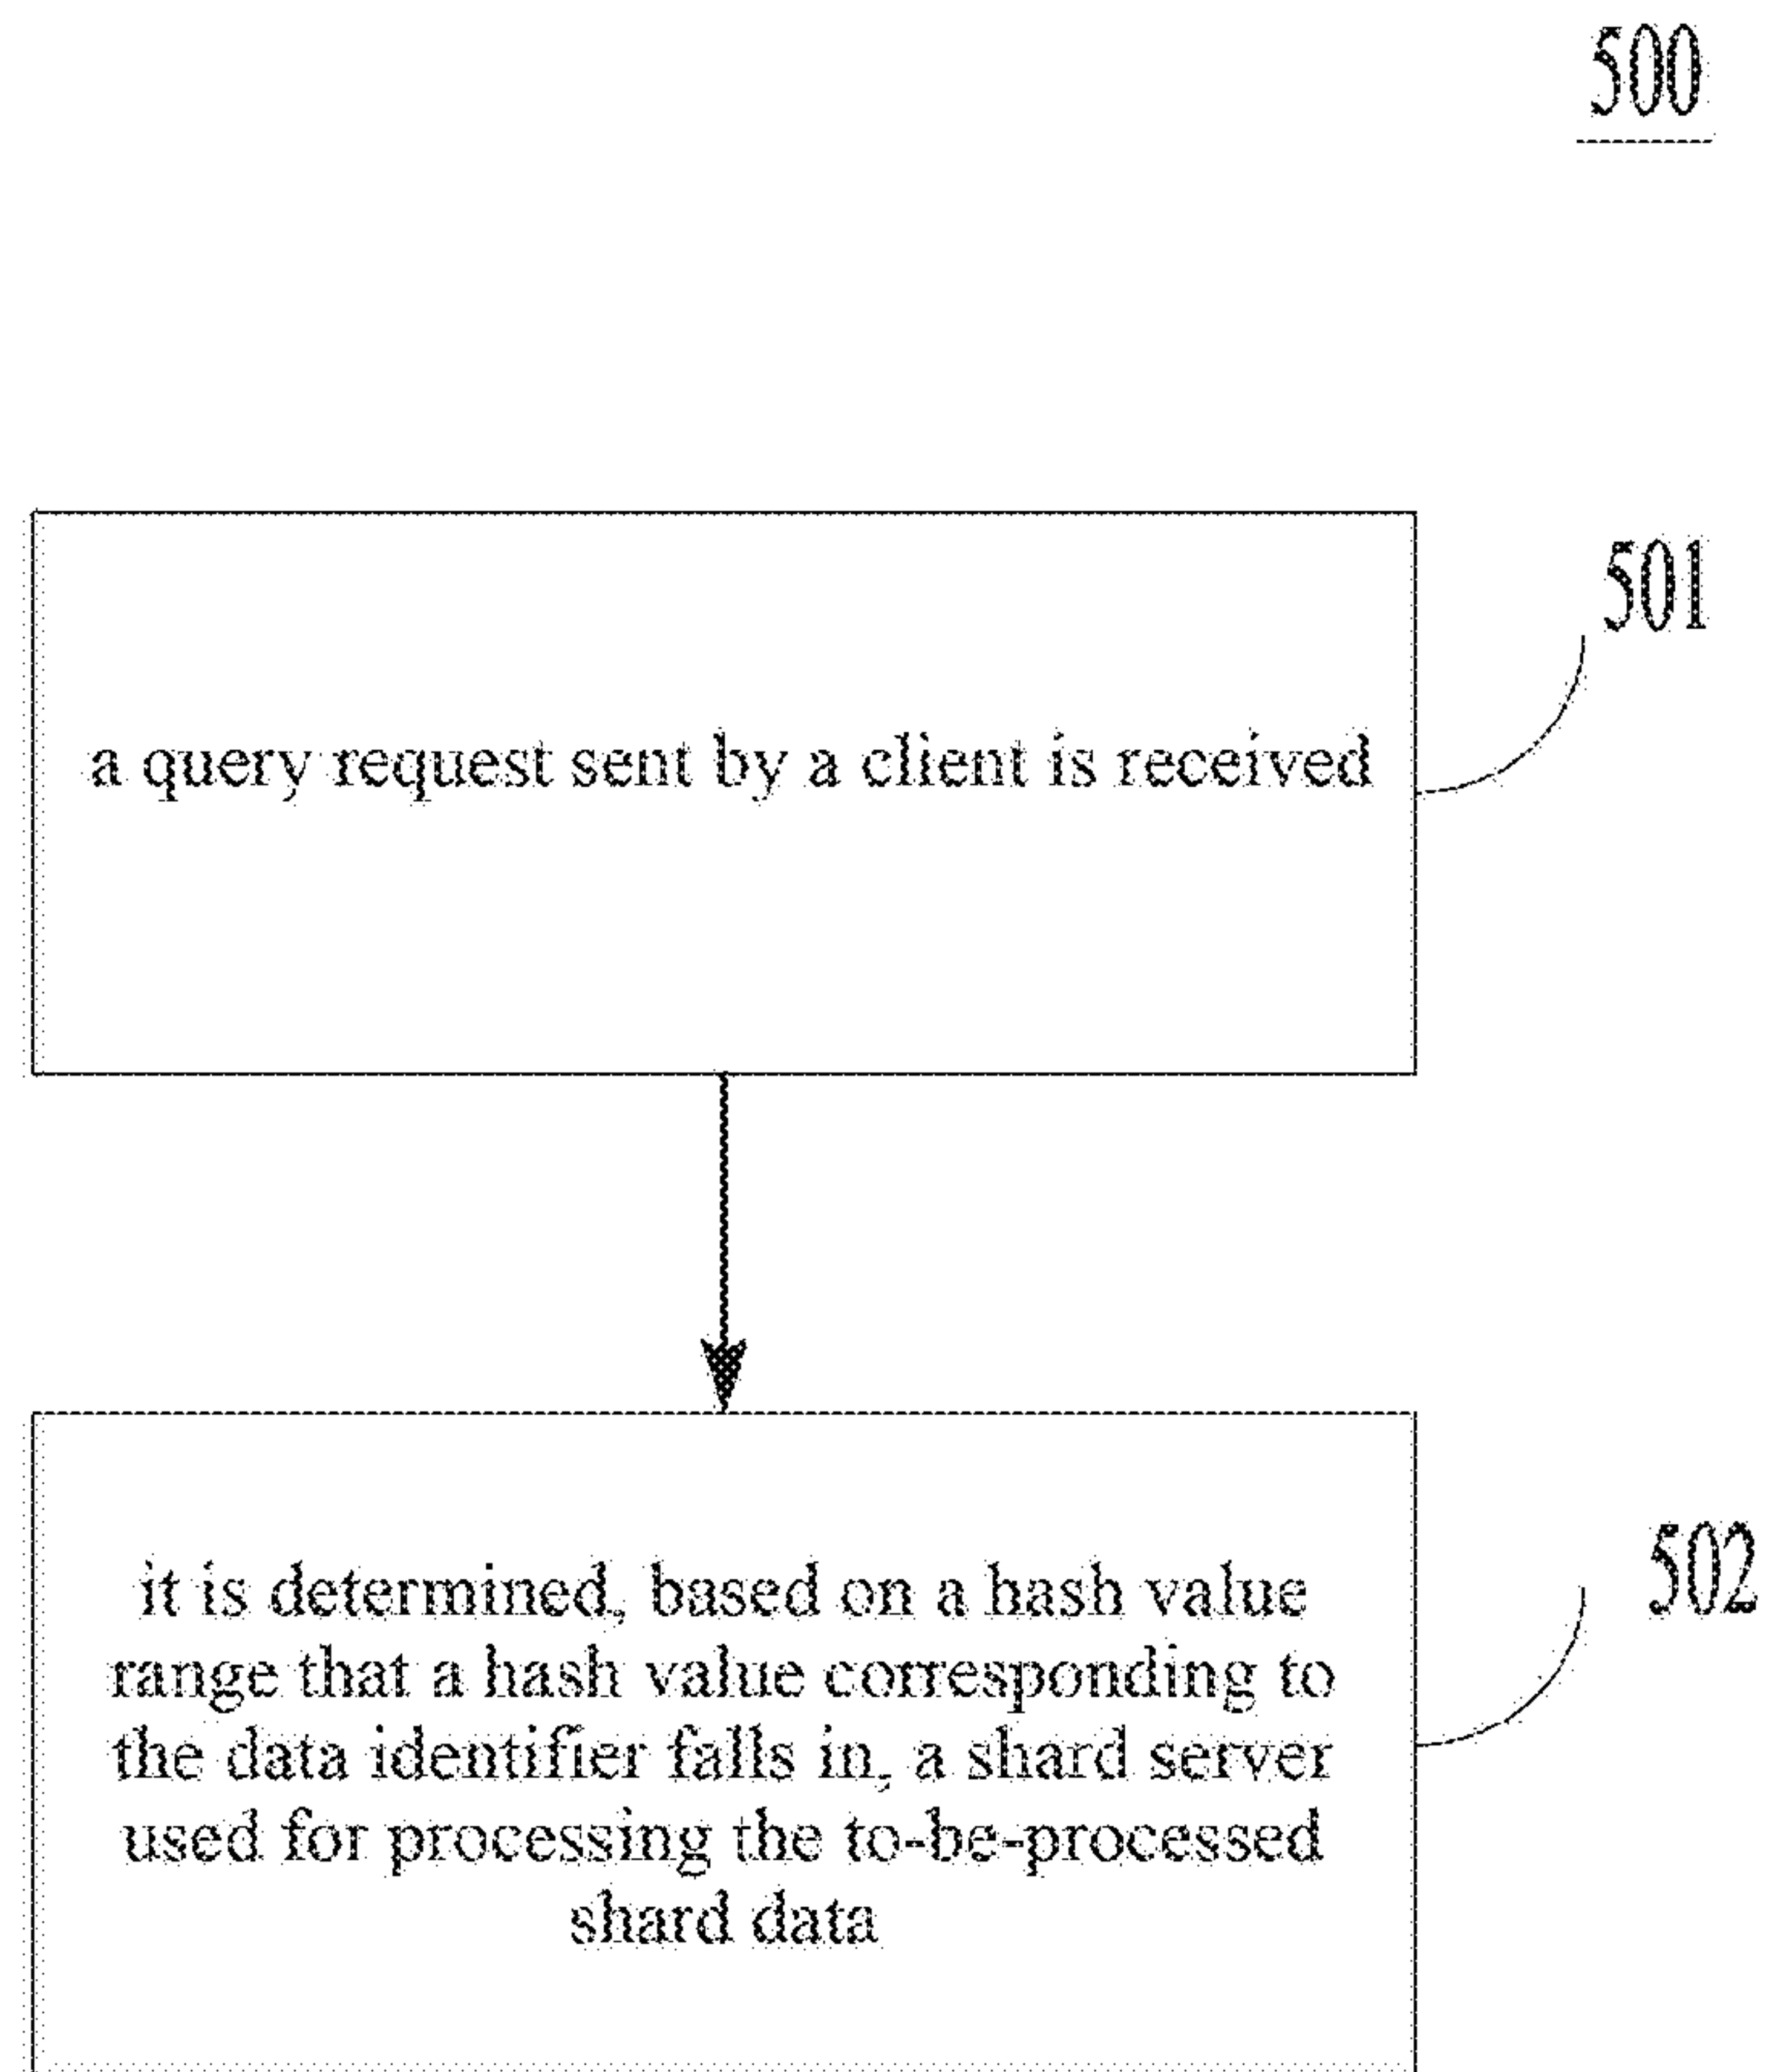 500
501
a query request sent by a client is received
502
it is determined, based on a hash value
range that a hash value corresponding to
the data identifier falls in, a shard server
used for processing the to-be-processed
shard data